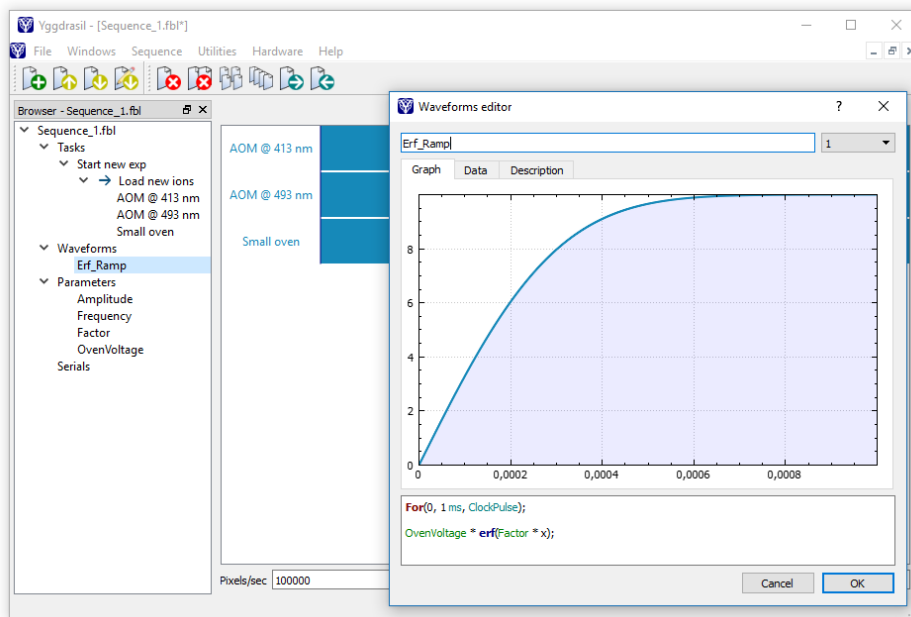 Yggdrasil - [Sequence_1.fbl*]
File Windows Sequence Utilities Hardware Help
Browser - Sequence_1.fbl
Sequence_1.fbl
Tasks
Start new exp
Load new ions
AOM @ 413 nm
AOM @ 493 nm
Small oven
Waveforms
Erf_Ramp
Parameters
Amplitude
Frequency
Factor
OvenVoltage
Serials
AOM @ 413 nm
AOM @ 493 nm
Small oven
Pixels/sec 100000
Waveforms editor
?
Erf_Ramp 1
Graph Data Description
8
6
4
2
0
0 0,0002 0,0004 0,0006 0,0008
For(0, 1 ms, ClockPulse);
OvenVoltage * erf(Factor * x);
Cancel OK